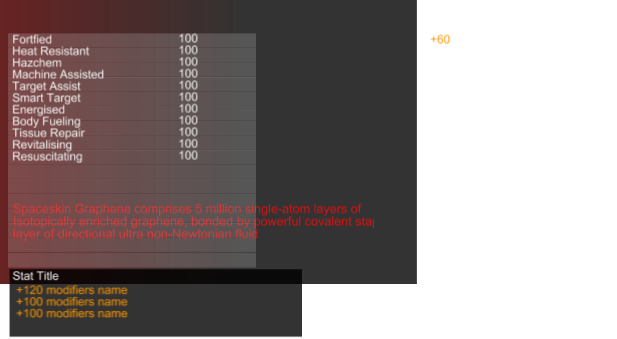 Fortfied 100
+60
Heat Resistant 100
Hazchem 100
Machine Assisted 100
Target Assist 100
Smart Target 100
Energised 100
Body Fueling 100
Tissue Repair 100
Revitalising 100
Resuscitating 100
Spaceskin Graphene comprises 5 million single-atom layers of
Isotopically enriched graphene, bonded by powerful covalent stap
layer of directional ultra non-Newtonian fluid
Stat Title
+120 modifiers name
+100 modifiers name
+100 modifiers name